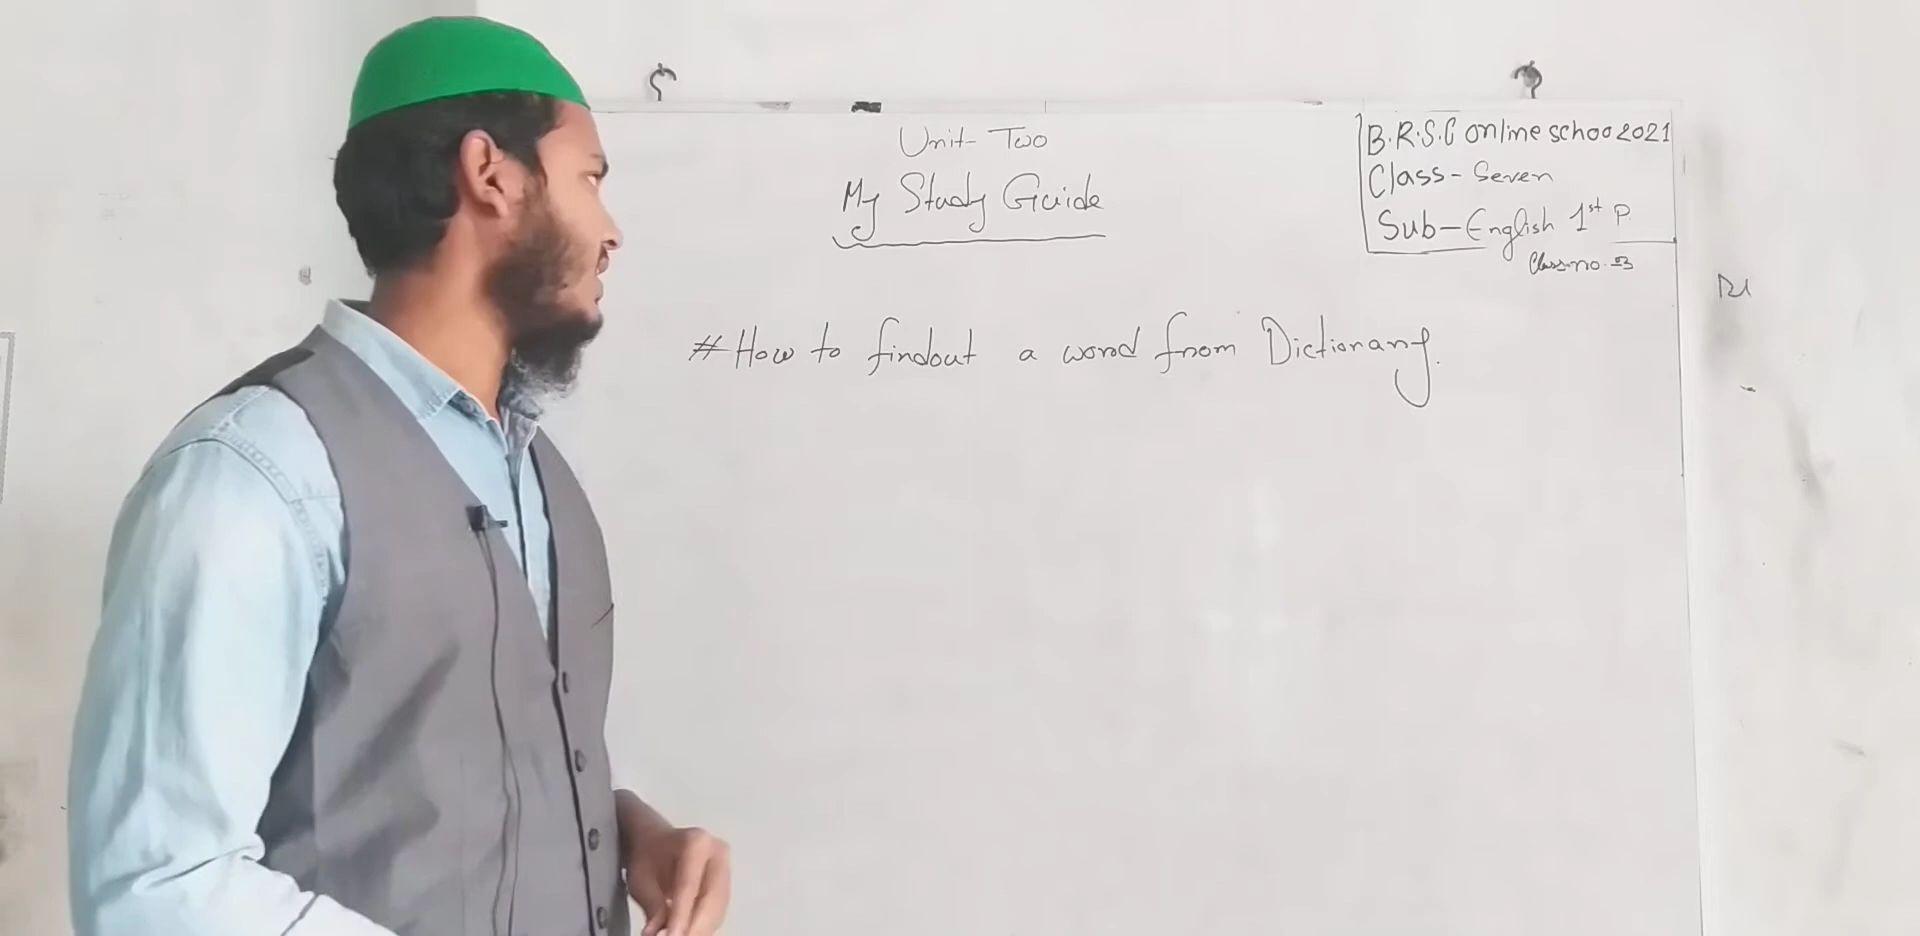 Unit- Two
My Study Guide
B.R.S.C online schoo 2021
Class- Seven
Sub- English 1st P.
Class no. 03
# How to findout a word from Dictionary.